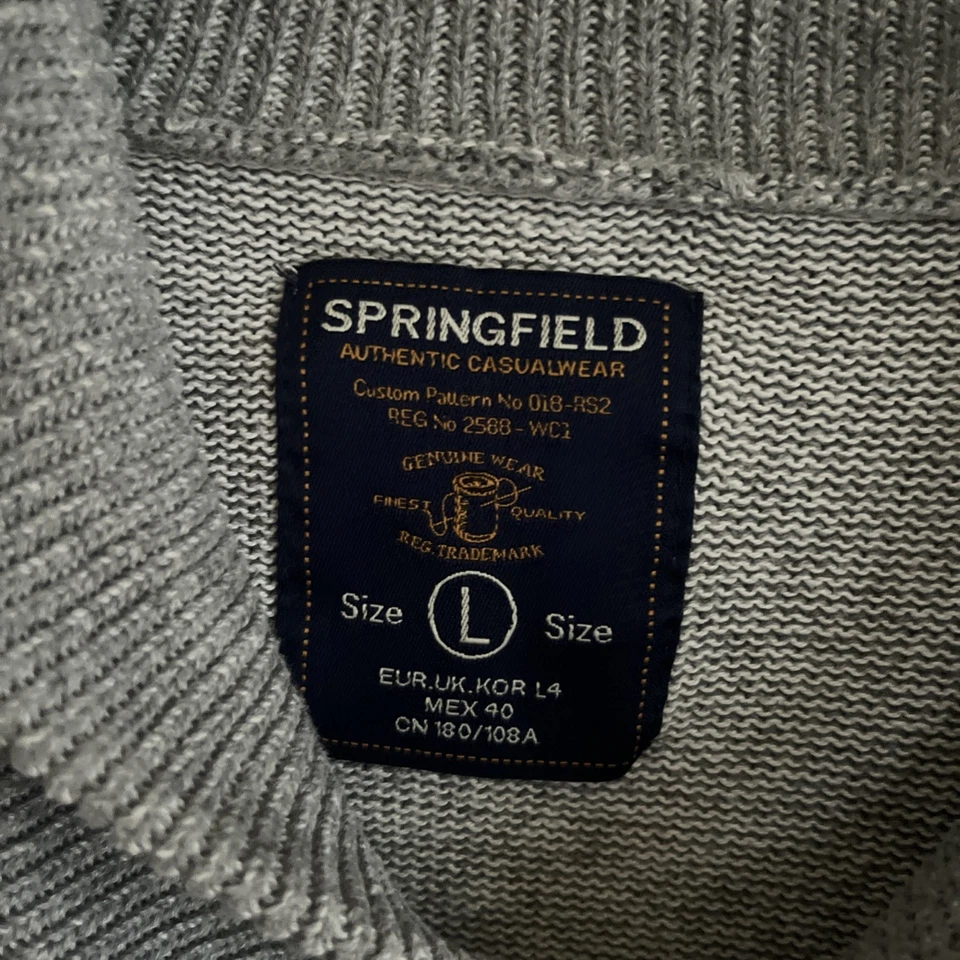 SPRINGFIELD
AUTHENTIC CASUALWEAR
Custom Pattern No 018-RS2
REG No 2588-WC1
GENUINE WEAR
FINEST QUALITY
REG. TRADEMARK
Size L Size
EUR.UK.KOR L4
MEX 40
CN 180/108A